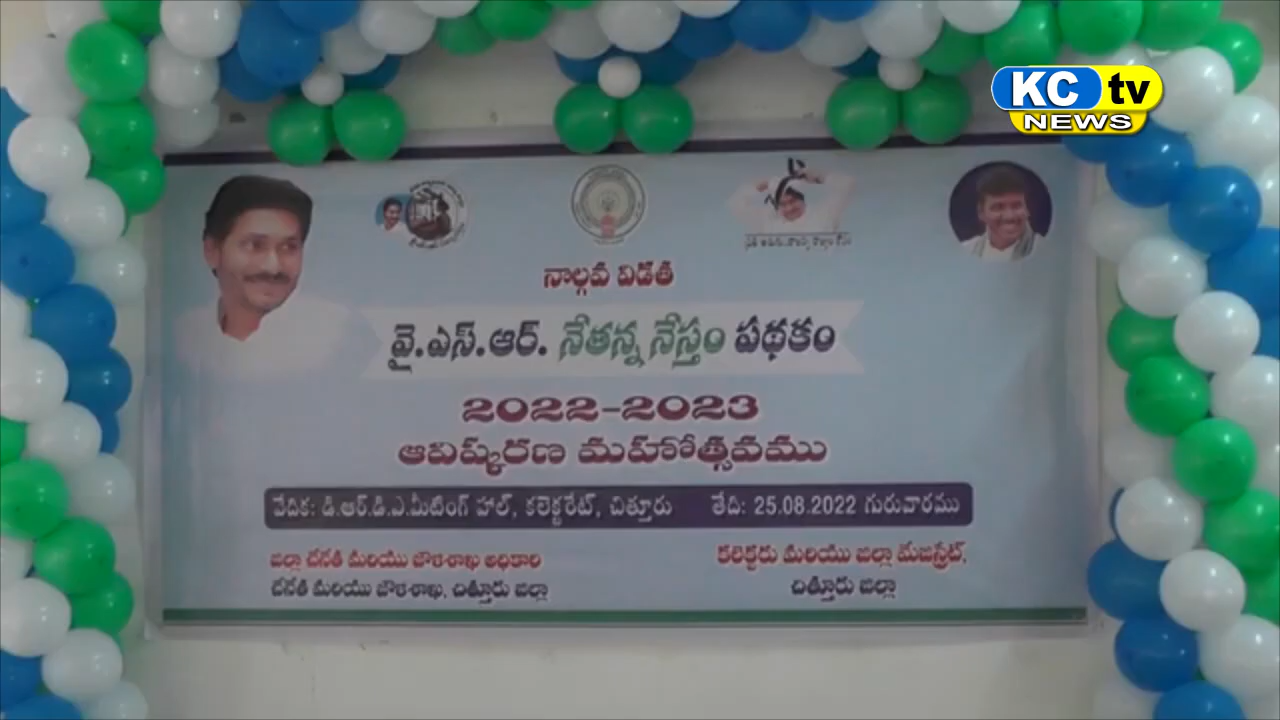 KC tv
NEWS
నాల్గవ విడత
వై.ఎస్.ఆర్. నేతన్న నేస్తం పథకం
2022-2023
ఆవిష్కరణ మహోత్సవము
వేదిక: డి.ఆర్.డి.ఎ.మీటింగ్ హాల్, కలెక్టరేట్, చిత్తూరు తేది: 25.08.2022 గురువారము
జిల్లా చేనేత మరియు జౌళిశాఖ అధికారి
చేనేత మరియు జౌళిశాఖ, చిత్తూరు జిల్లా
కలెక్టరు మరియు జిల్లా మేజిస్ట్రేట్,
చిత్తూరు జిల్లా